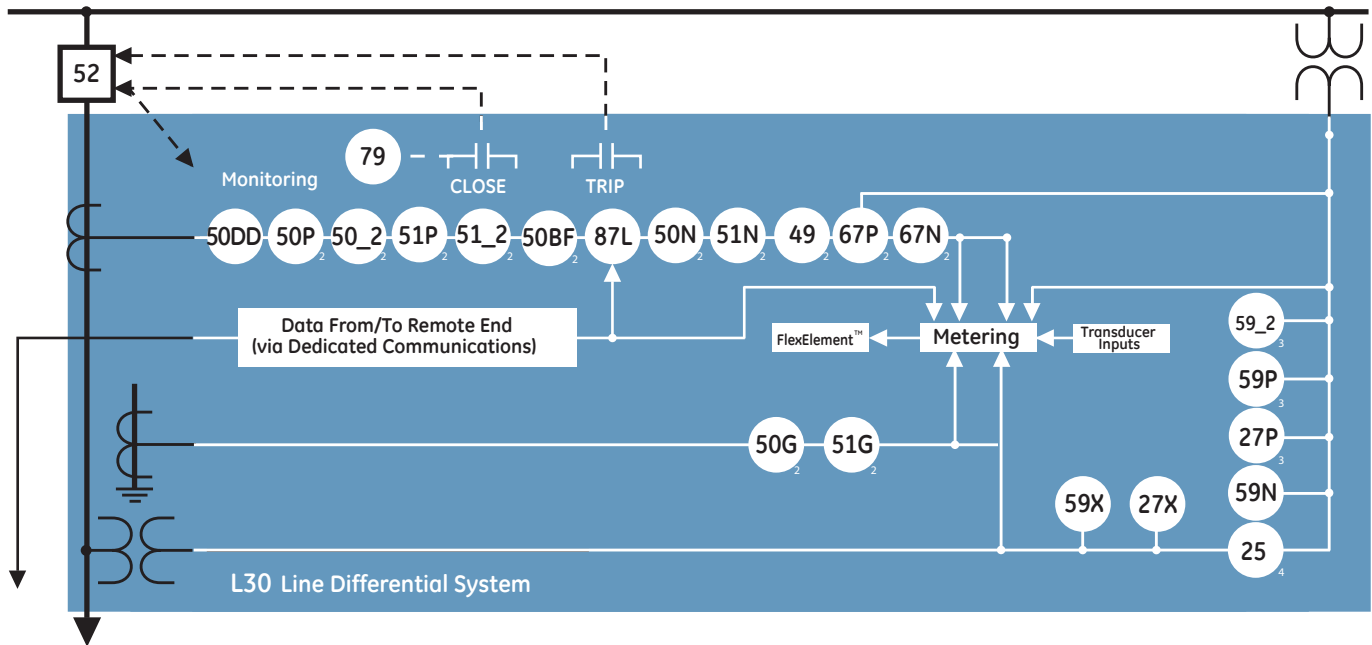 52
79
Monitoring
CLOSE
TRIP
50DD
50P
2
50_2
2
51P
2
51_2
2
50BF
2
87L
50N
2
51N
2
49
2
67P
2
67N
2
Data From/To Remote End
(via Dedicated Communications)
FlexElement™
Metering
Transducer
Inputs
59_2
3
59P
3
27P
3
59N
50G
2
51G
2
59X
27X
25
4
L30 Line Differential System